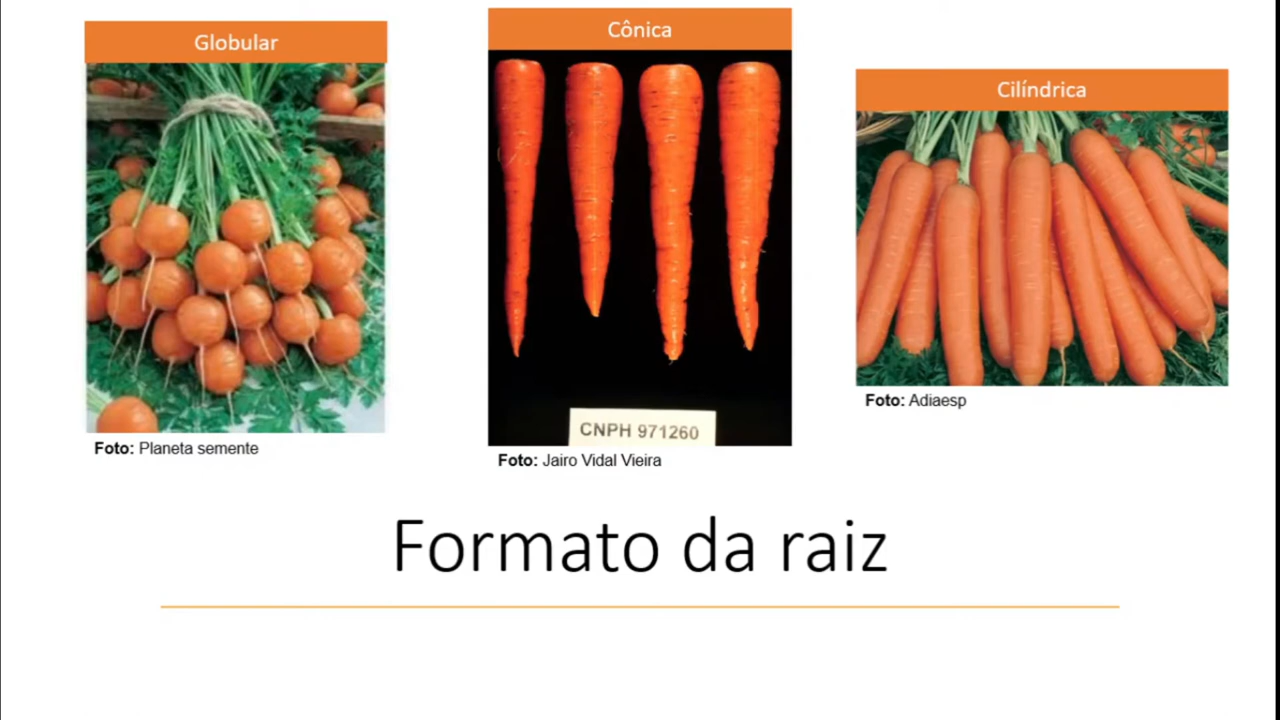 Globular
Cônica
Cilíndrica
Foto: Planeta semente
CNPH 971260
Foto: Jairo Vidal Vieira
Foto: Adiaesp
Formato da raiz